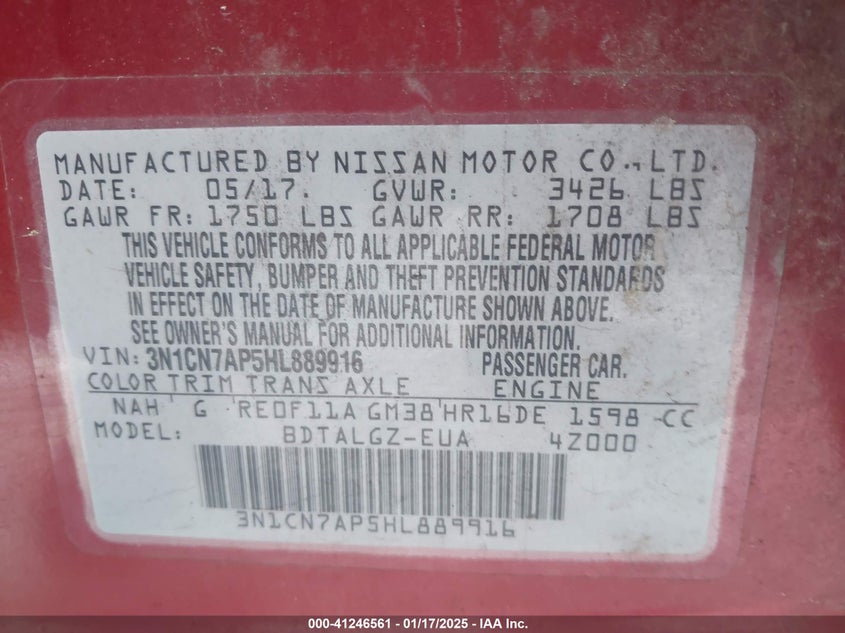 MANUFACTURED BY NISSAN MOTOR CO., LTD.
DATE: 05/17. GVWR: 3426 LBS
GAWR FR: 1750 LBS GAWR RR: 1708 LBS
THIS VEHICLE CONFORMS TO ALL APPLICABLE FEDERAL MOTOR
VEHICLE SAFETY, BUMPER AND THEFT PREVENTION STANDARDS
IN EFFECT ON THE DATE OF MANUFACTURE SHOWN ABOVE.
SEE OWNER'S MANUAL FOR ADDITIONAL INFORMATION.
VIN: 3N1CN7AP5HL889916 PASSENGER CAR.
COLOR TRIM TRANS AXLE ENGINE
NAH G RE0F11A GM38 HR16DE 1598 CC
MODEL: BDTALGZ-EUA 4Z000
3N1CN7AP5HL889916
000-41246561 - 01/17/2025 - IAA Inc.